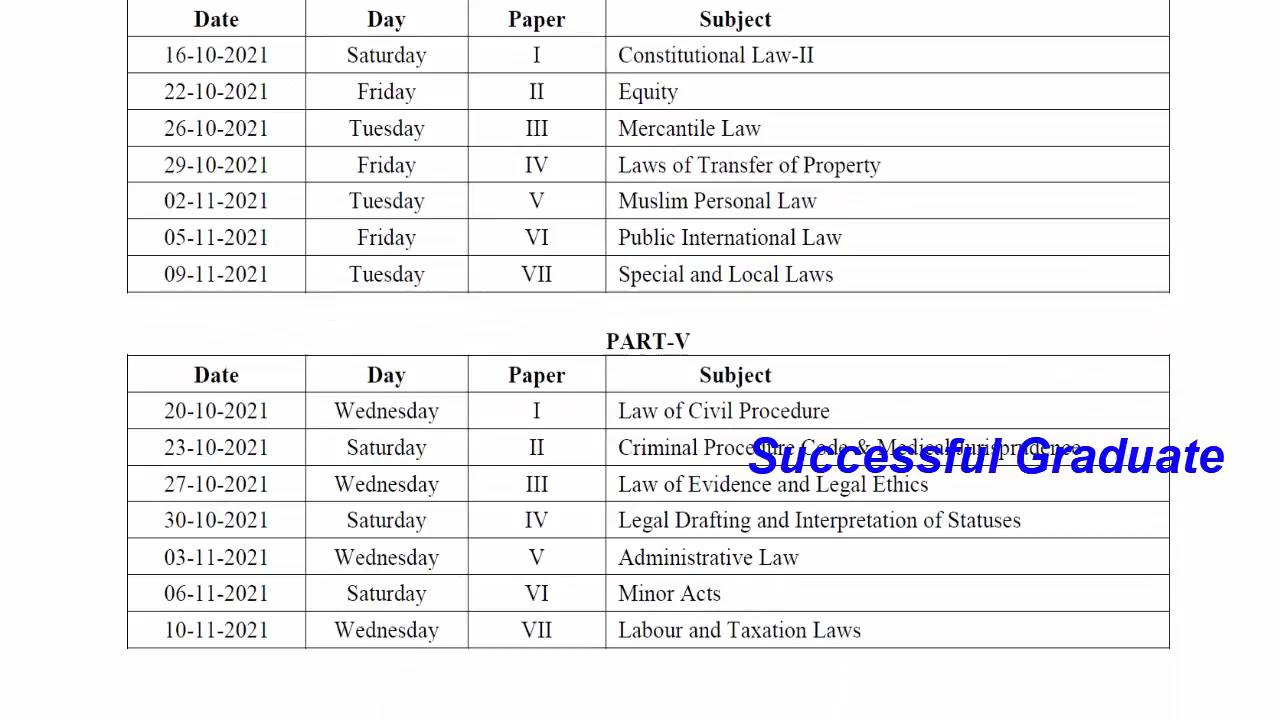 Date Day Paper Subject
16-10-2021 Saturday I Constitutional Law-II
22-10-2021 Friday II Equity
26-10-2021 Tuesday III Mercantile Law
29-10-2021 Friday IV Laws of Transfer of Property
02-11-2021 Tuesday V Muslim Personal Law
05-11-2021 Friday VI Public International Law
09-11-2021 Tuesday VII Special and Local Laws
PART-V
Date Day Paper Subject
20-10-2021 Wednesday I Law of Civil Procedure
23-10-2021 Saturday II Criminal Procedure Code & Medical Jurisprudence
Successful Graduate
27-10-2021 Wednesday III Law of Evidence and Legal Ethics
30-10-2021 Saturday IV Legal Drafting and Interpretation of Statuses
03-11-2021 Wednesday V Administrative Law
06-11-2021 Saturday VI Minor Acts
10-11-2021 Wednesday VII Labour and Taxation Laws